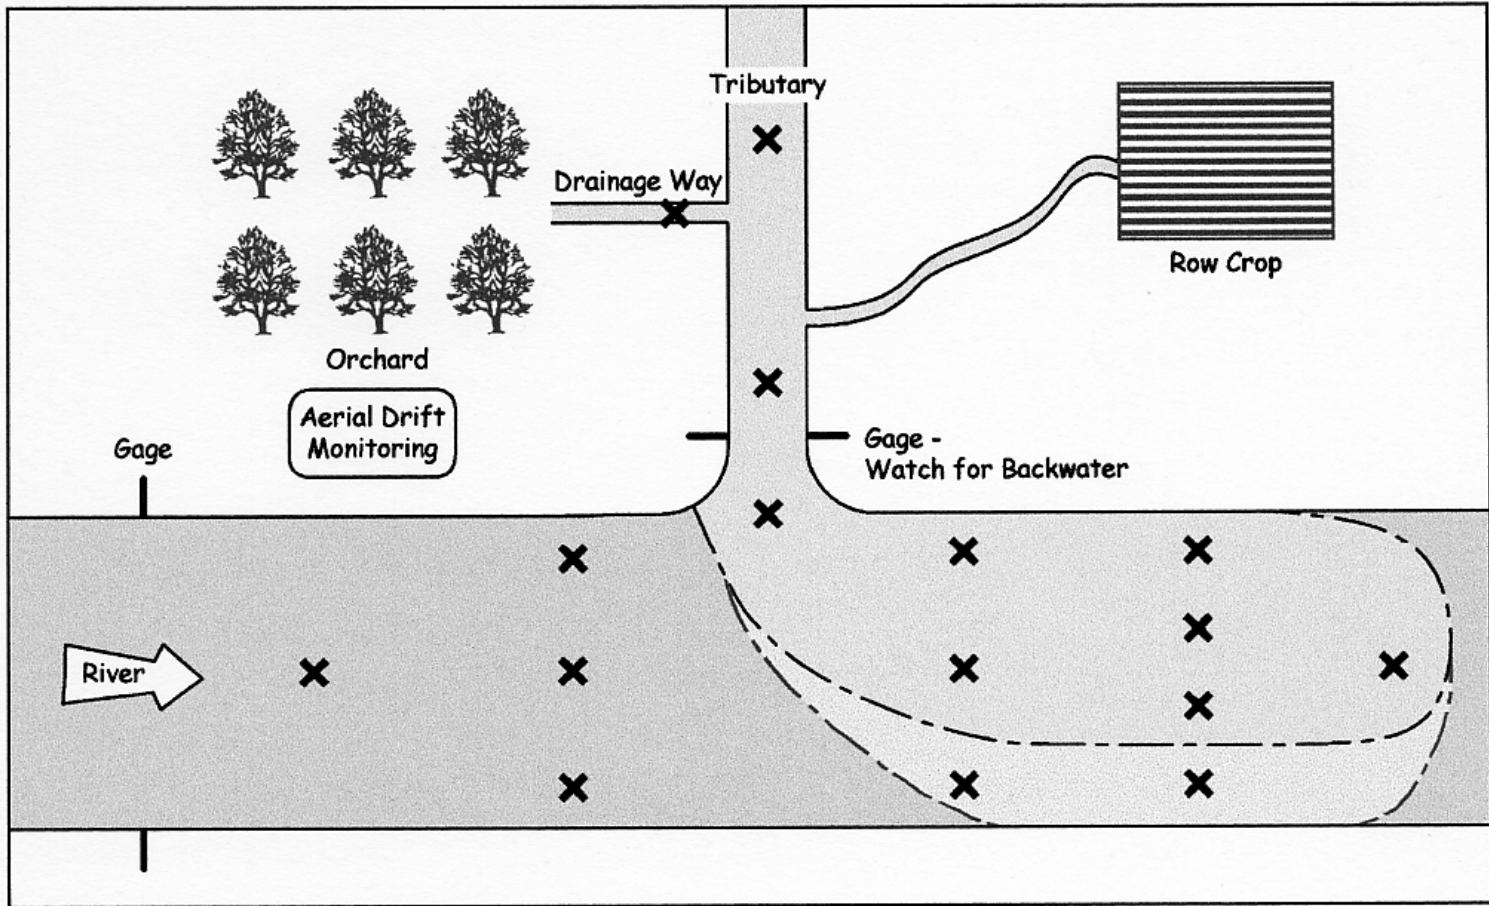 Tributary
Drainage Way
Row Crop
Orchard
Aerial Drift
Monitoring
Gage
Gage -
Watch for Backwater
River